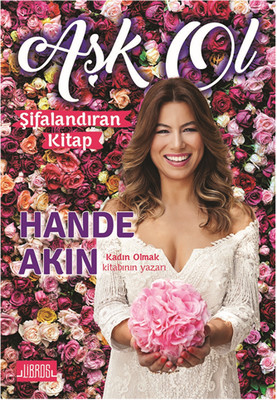 Aşk Ol
Şifalandıran
Kitap
HANDE
AKIN
Kadın Olmak
kitabının yazarı
LIBROS